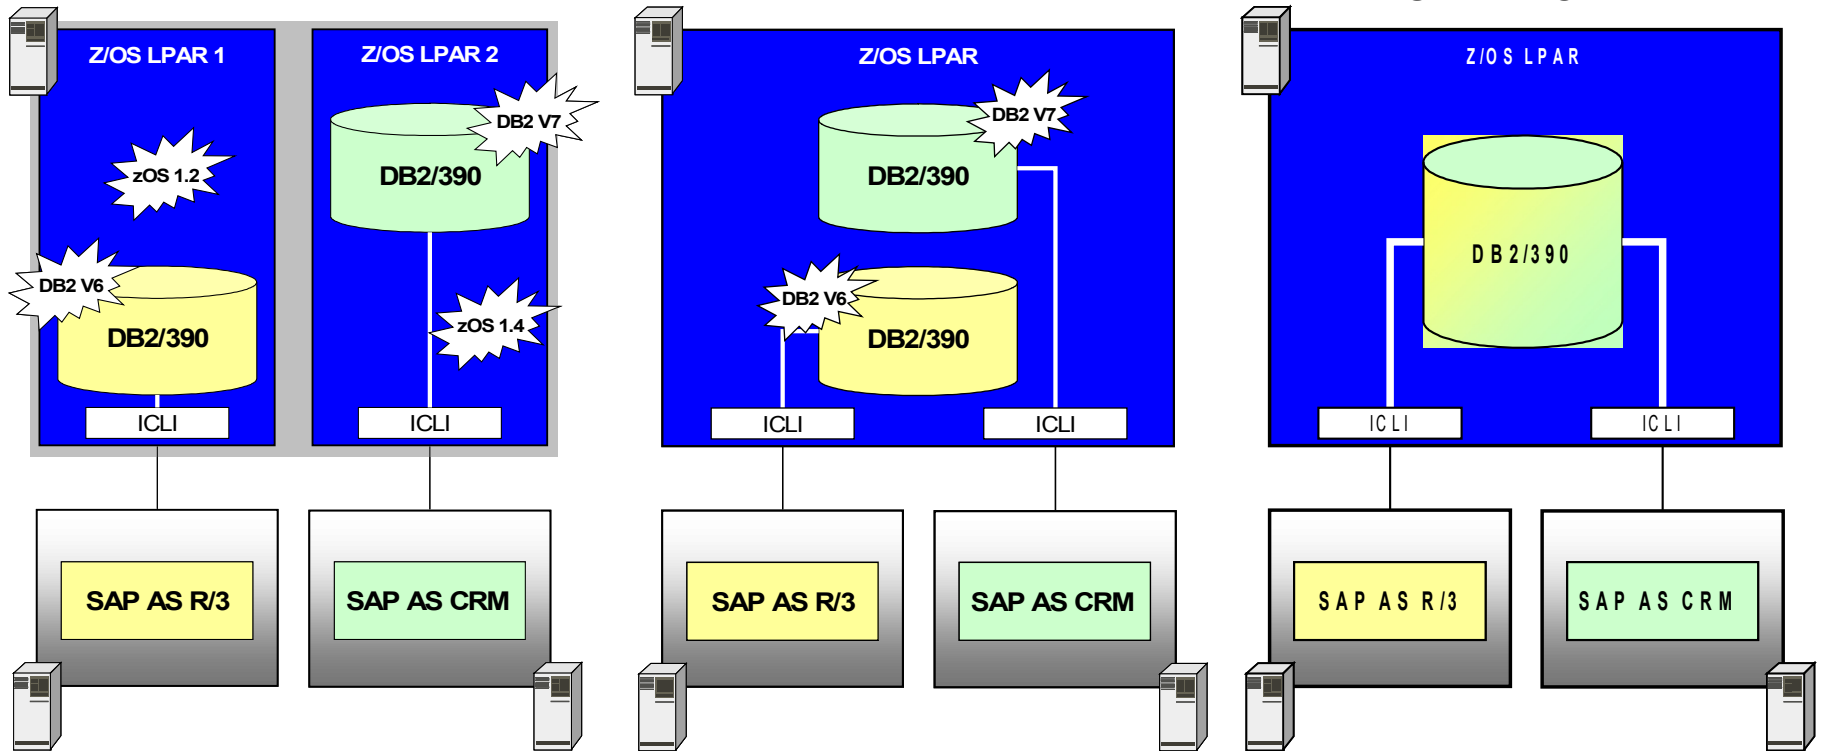 Z/OS LPAR 1
Z/OS LPAR 2
DB2 V7
DB2/390
zOS 1.2
DB2 V6
DB2/390
zOS 1.4
ICLI
ICLI
SAP AS R/3
SAP AS CRM
Z/OS LPAR
DB2 V7
DB2/390
DB2 V6
DB2/390
ICLI
ICLI
SAP AS R/3
SAP AS CRM
Z/OS LPAR
DB2/390
ICLI
ICLI
SAP AS R/3
SAP AS CRM